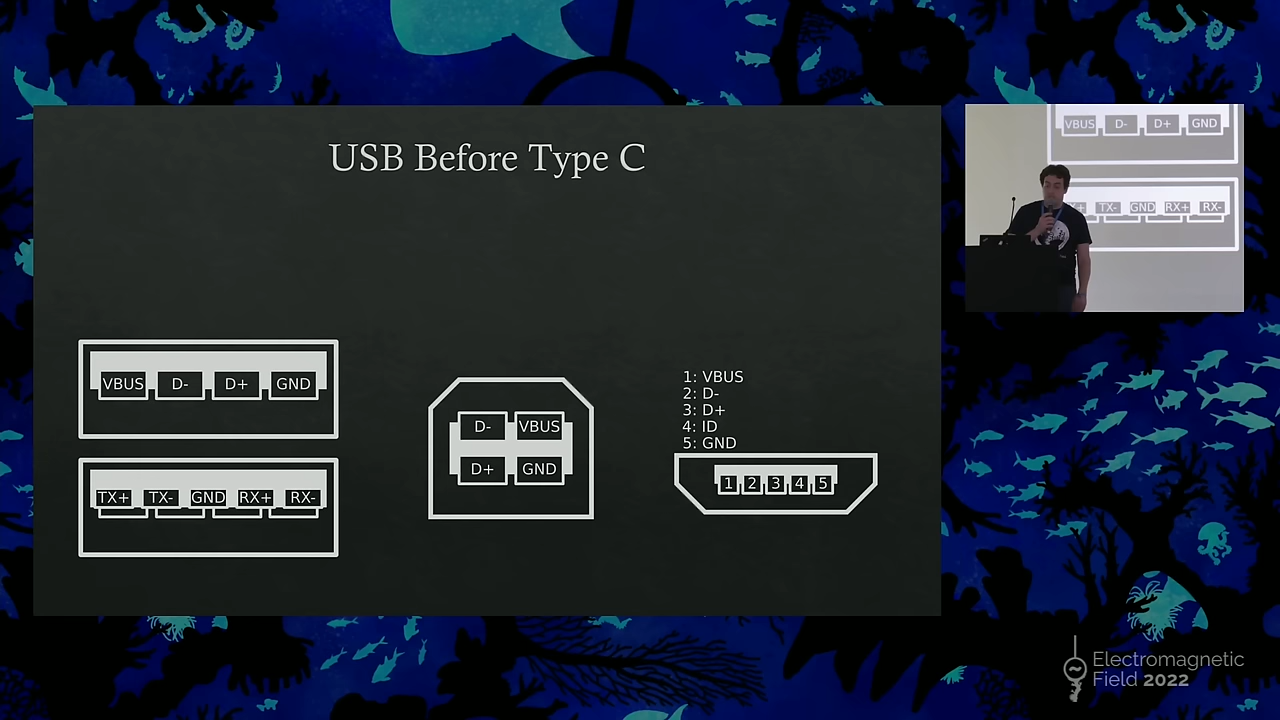 USB Before Type C
VBUS D- D+ GND
TX+ TX- GND RX+ RX-
D- VBUS
D+ GND
1: VBUS
2: D-
3: D+
4: ID
5: GND
1 2 3 4 5
VBUS D- D+ GND
TX- GND RX+ RX-
Electromagnetic
Field 2022